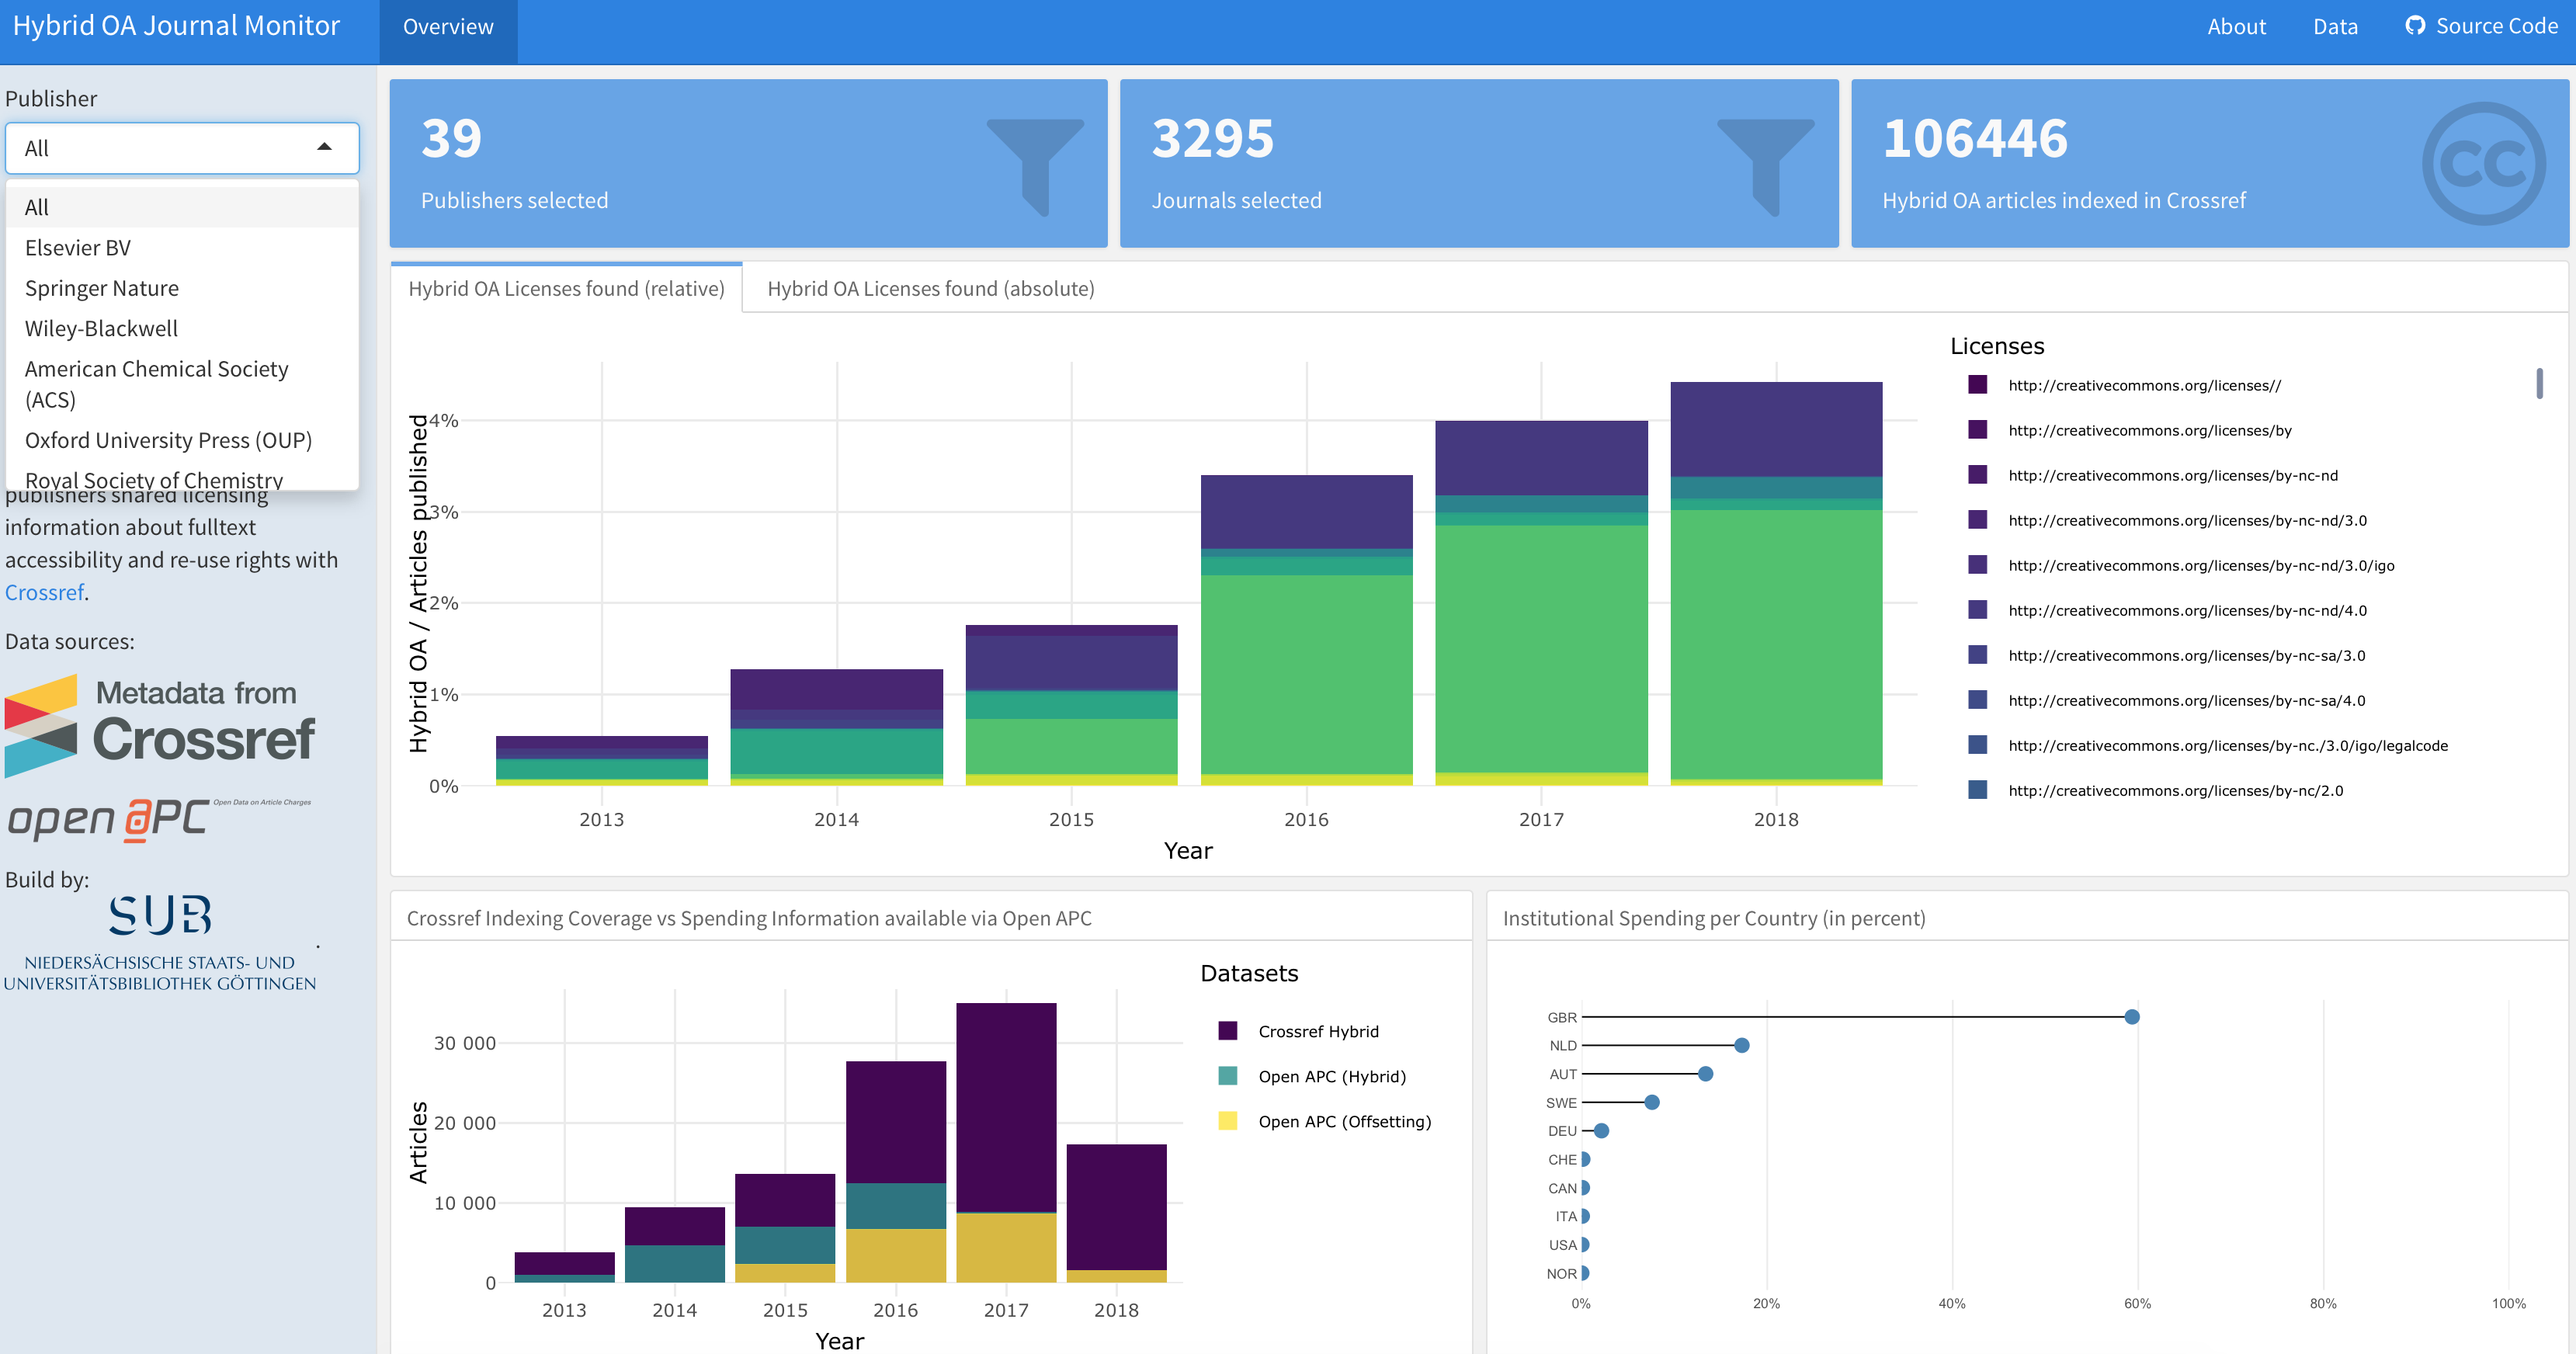 Hybrid OA Journal Monitor
Overview
About
Data
Source Code
Publisher
All
All
Elsevier BV
Springer Nature
Wiley-Blackwell
American Chemical Society
(ACS)
Oxford University Press (OUP)
Royal Society of Chemistry
publishers shared licensing
information about fulltext
accessibility and re-use rights with
Crossref.
Data sources:
Metadata from
Crossref
open aPC Open Data on Article Charges
Build by:
SUB
NIEDERSÄCHSISCHE STAATS- UND
UNIVERSITÄTSBIBLIOTHEK GÖTTINGEN
.
39
Publishers selected
3295
Journals selected
106446
Hybrid OA articles indexed in Crossref
cc
Hybrid OA Licenses found (relative)
Hybrid OA Licenses found (absolute)
Hybrid OA / Articles published
4%
3%
2%
1%
0%
2013
2014
2015
2016
2017
2018
Year
Licenses
http://creativecommons.org/licenses//
http://creativecommons.org/licenses/by
http://creativecommons.org/licenses/by-nc-nd
http://creativecommons.org/licenses/by-nc-nd/3.0
http://creativecommons.org/licenses/by-nc-nd/3.0/igo
http://creativecommons.org/licenses/by-nc-nd/4.0
http://creativecommons.org/licenses/by-nc-sa/3.0
http://creativecommons.org/licenses/by-nc-sa/4.0
http://creativecommons.org/licenses/by-nc./3.0/igo/legalcode
http://creativecommons.org/licenses/by-nc/2.0
Crossref Indexing Coverage vs Spending Information available via Open APC
Articles
30 000
20 000
10 000
0
2013
2014
2015
2016
2017
2018
Year
Datasets
Crossref Hybrid
Open APC (Hybrid)
Open APC (Offsetting)
Institutional Spending per Country (in percent)
GBR
NLD
AUT
SWE
DEU
CHE
CAN
ITA
USA
NOR
0%
20%
40%
60%
80%
100%